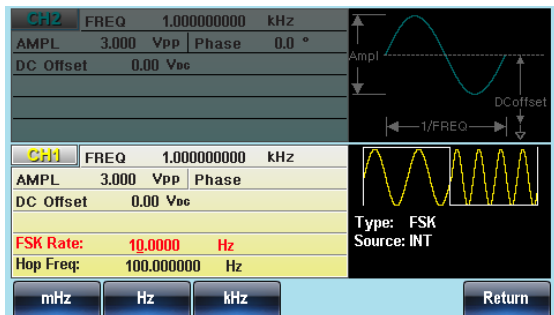 CH2 FREQ 1.000000000 kHz
AMPL 3.000 Vpp Phase 0.0 °
DC Offset 0.00 VDC
Ampl
DCoffset
1/FREQ
CH1 FREQ 1.000000000 kHz
AMPL 3.000 Vpp Phase
DC Offset 0.00 VDC
FSK Rate: 10.0000 Hz
Hop Freq: 100.000000 Hz
Type: FSK
Source: INT
mHz Hz kHz Return